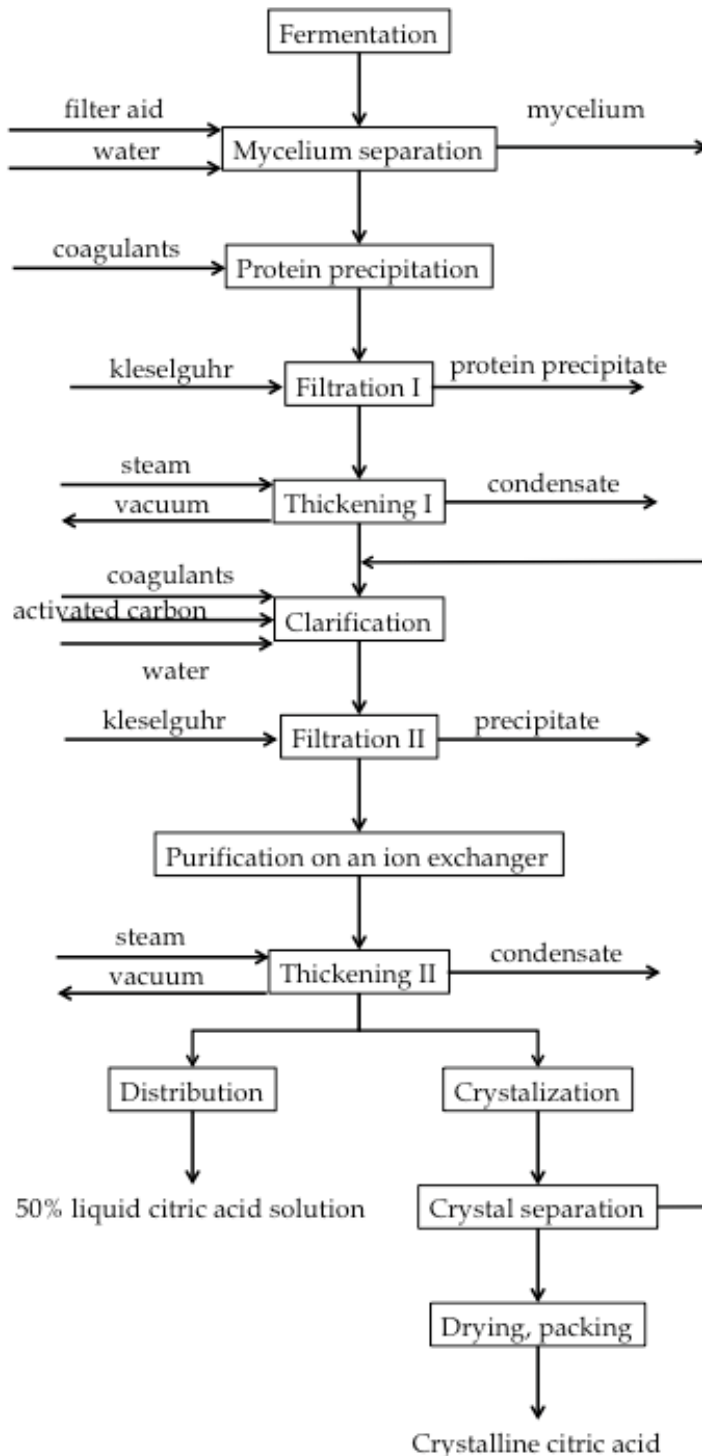 Fermentation
filter aid
mycelium
water
Mycelium separation
coagulants
Protein precipitation
kleselguhr
protein precipitate
Filtration I
steam
condensate
vacuum
Thickening I
coagulants
activated carbon
Clarification
water
kleselguhr
precipitate
Filtration II
Purification on an ion exchanger
steam
condensate
vacuum
Thickening II
Distribution
Crystalization
50% liquid citric acid solution
Crystal separation
Drying, packing
Crystalline citric acid